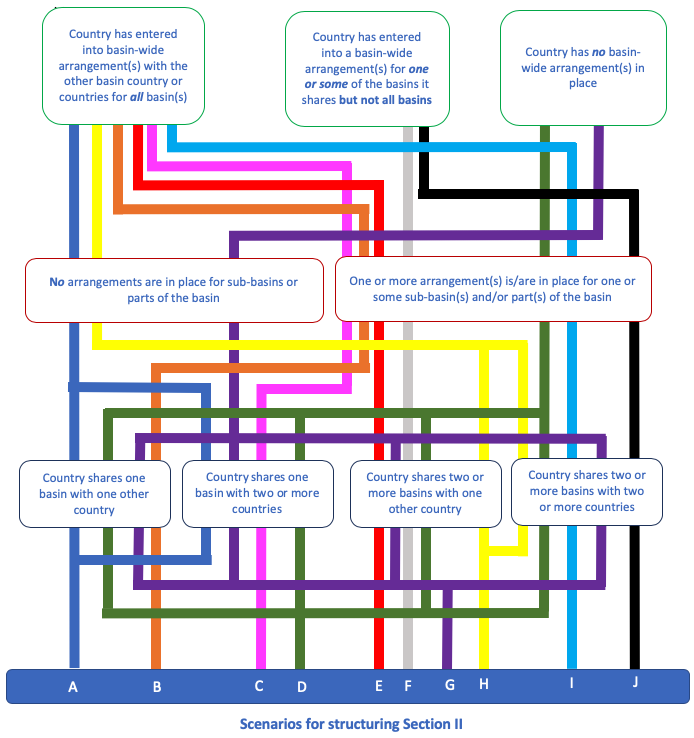 Country has entered
into basin-wide
arrangement(s) with the
other basin country or
countries for all basin(s)
Country has entered
into a basin-wide
arrangement(s) for one
or some of the basins it
shares but not all basins
Country has no basin-
wide arrangement(s) in
place
No arrangements are in place for sub-basins or
parts of the basin
One or more arrangement(s) is/are in place for one or
some sub-basin(s) and/or part(s) of the basin
Country shares one
basin with one other
country
Country shares one
basin with two or more
countries
Country shares two or
more basins with one
other country
Country shares two or
more basins with two
or more countries
A B C D E F G H I J
Scenarios for structuring Section II